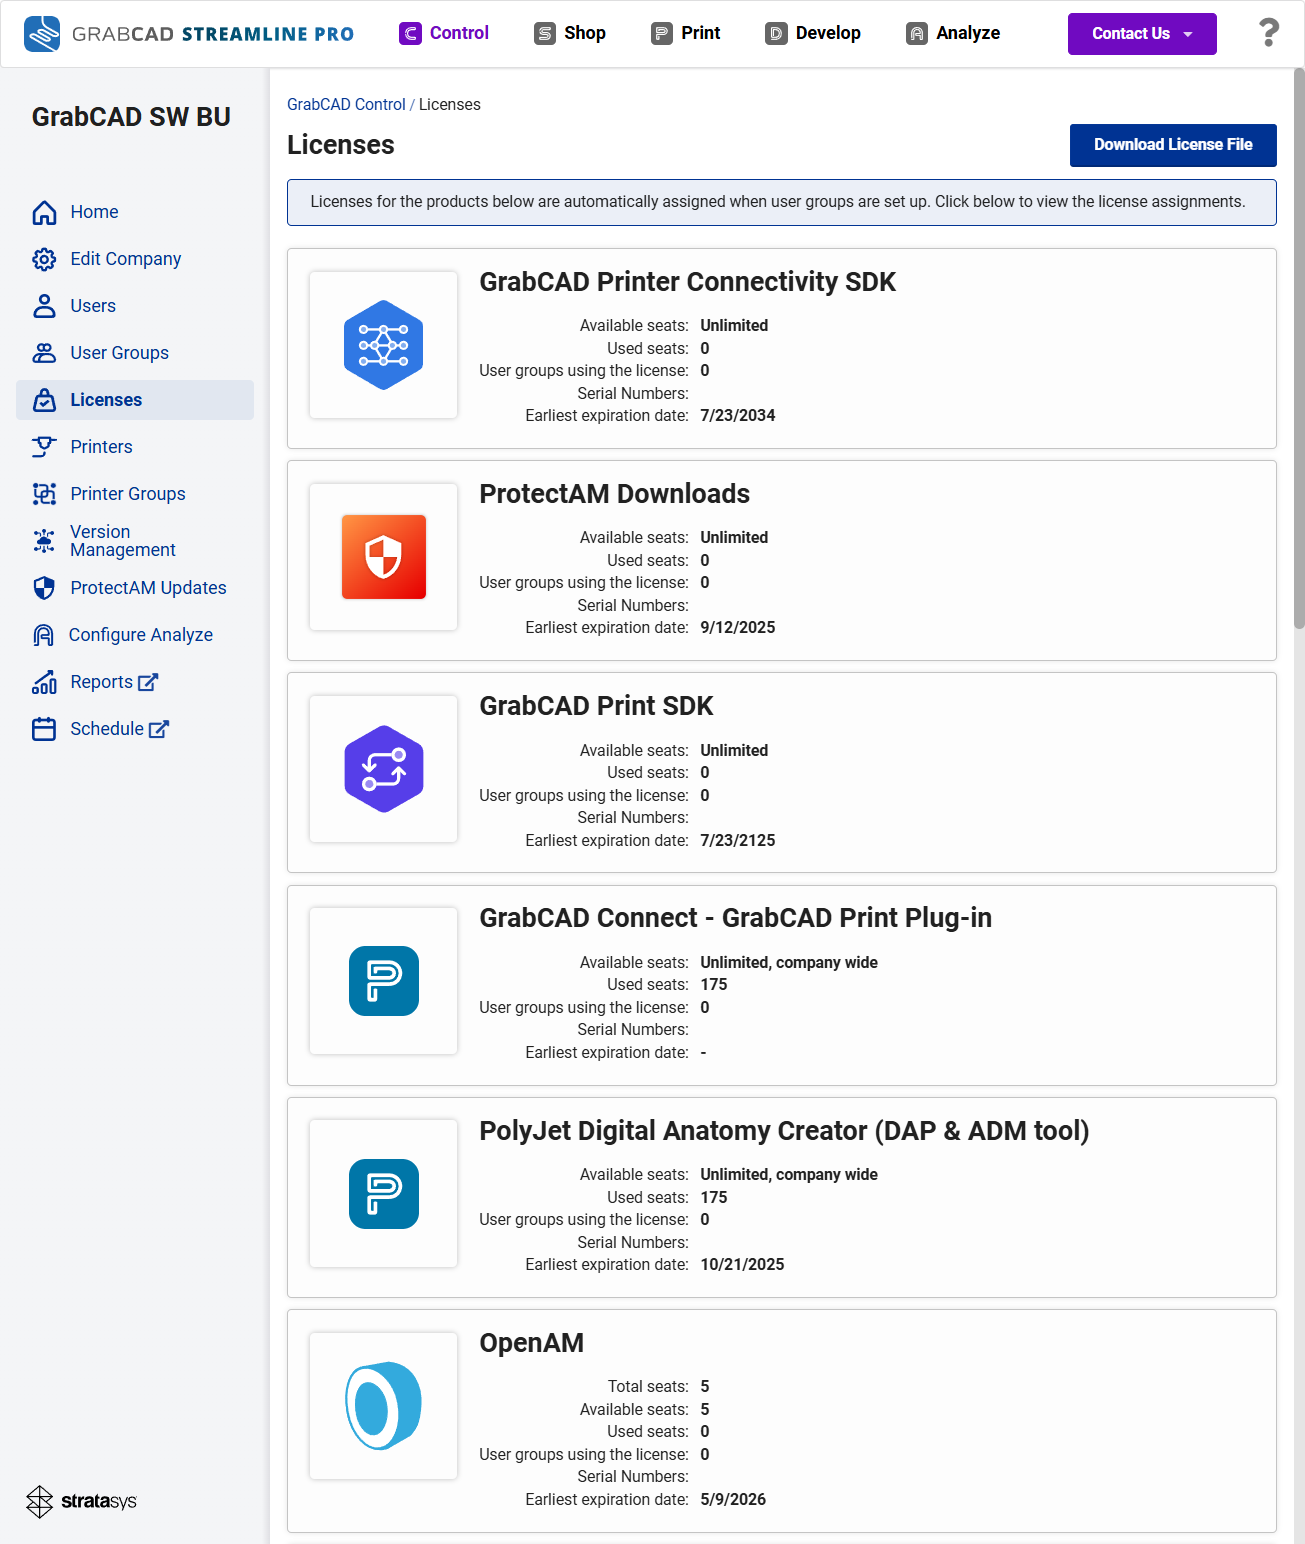 GRABCAD STREAMLINE PRO
Control
Shop
Print
Develop
Analyze
Contact Us
GrabCAD SW BU
Home
Edit Company
Users
User Groups
Licenses
Printers
Printer Groups
Version
Management
ProtectAM Updates
Configure Analyze
Reports
Schedule
stratasys
GrabCAD Control / Licenses
Licenses
Download License File
Licenses for the products below are automatically assigned when user groups are set up. Click below to view the license assignments.
GrabCAD Printer Connectivity SDK
Available seats: Unlimited
Used seats: 0
User groups using the license: 0
Serial Numbers:
Earliest expiration date: 7/23/2034
ProtectAM Downloads
Available seats: Unlimited
Used seats: 0
User groups using the license: 0
Serial Numbers:
Earliest expiration date: 9/12/2025
GrabCAD Print SDK
Available seats: Unlimited
Used seats: 0
User groups using the license: 0
Serial Numbers:
Earliest expiration date: 7/23/2125
GrabCAD Connect - GrabCAD Print Plug-in
Available seats: Unlimited, company wide
Used seats: 175
User groups using the license: 0
Serial Numbers:
Earliest expiration date: -
PolyJet Digital Anatomy Creator (DAP & ADM tool)
Available seats: Unlimited, company wide
Used seats: 175
User groups using the license: 0
Serial Numbers:
Earliest expiration date: 10/21/2025
OpenAM
Total seats: 5
Available seats: 5
Used seats: 0
User groups using the license: 0
Serial Numbers:
Earliest expiration date: 5/9/2026